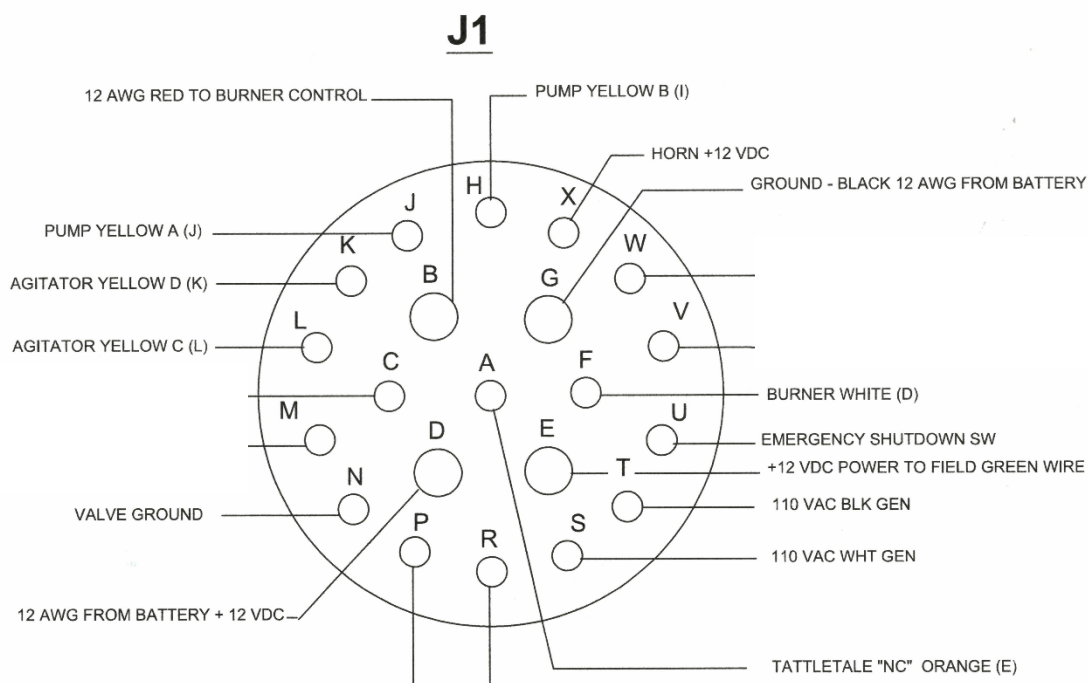 J1
12 AWG RED TO BURNER CONTROL
PUMP YELLOW B (I)
HORN +12 VDC
GROUND - BLACK 12 AWG FROM BATTERY
H
X
J
PUMP YELLOW A (J)
K
W
B
G
AGITATOR YELLOW D (K)
L
V
AGITATOR YELLOW C (L)
C
A
F
BURNER WHITE (D)
M
U
D
E
EMERGENCY SHUTDOWN SW
+12 VDC POWER TO FIELD GREEN WIRE
N
T
110 VAC BLK GEN
VALVE GROUND
P
R
S
110 VAC WHT GEN
12 AWG FROM BATTERY + 12 VDC
TATTLETALE "NC" ORANGE (E)